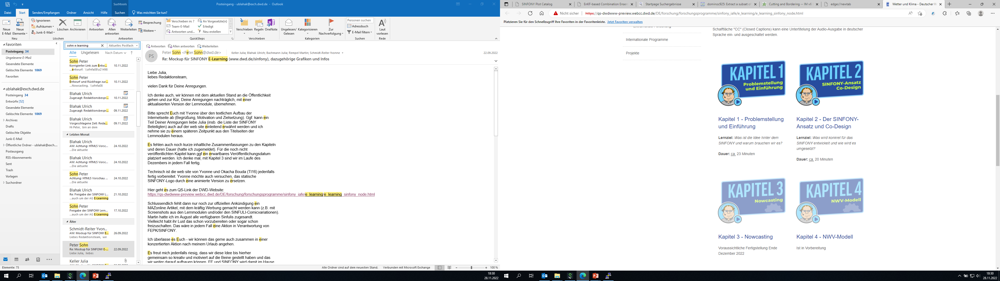 Suchtools
Posteingang - ublahak@exch.dwd.de - Outlook
Datei Start Senden/Empfangen Ordner Ansicht Hilfe Suchen Was möchten Sie tun?
Neue E-Mail
Neue Elemente
Ignorieren
Aufräumen
Junk-E-Mail
Löschen Archivieren
Antworten Allen antworten Weiterleiten
Besprechung
Weitere
Verschieben in: ?
Team-E-Mail
Antworten und...
An Vorgesetzte(n)
Erledigt
Neu erstellen
Verschieben Regeln OneNote
Ungelesen/ Gelesen
Kategorisieren
Zur Nachverfolgung
Personen suchen
Adressbuch
E-Mail filtern
Laut vorlesen
Neu Löschen Antworten QuickSteps Verschieben Kategorien Suchen Rede
Favoriten
Posteingang 34
Ungelesene E-Mail
Gesendete Elemente
Gelöschte Elemente 1069
Favoriten
ublahak@exch.dwd.de
Posteingang 34
Entwürfe [52]
Gesendete Elemente
Gelöschte Elemente 1069
Archives
Drafts
Gelöschte Objekte
Junk-E-Mail
Öffentliche Ordner - ublahak@exch....
Postausgang
RSS-Abonnements
Sent
Trash
Vorlagen
Suchordner
sohn e-learning
Aktuelles Postfach
Alle Ungelesen Nach Datum
Sohn Peter
Korrigierter Link zum Entw... 10.11.2022
...entwurf: \\ofnfa08\x21498
Sohn Peter
Entwurf und Rückfrage zur... 10.11.2022
...Nowcasting. \\ofnfa08
Blahak Ulrich
Zugesagt: Redaktionsbespr... 10.11.2022
Blahak Ulrich
Zugesagt: Redaktionsbespr... 09.11.2022
Blahak Ulrich
Vorgeschlagene Zeit: Reda... 09.11.2022
Hi Peter, bin an dem
Letzten Monat
Blahak Ulrich
AW: Achtung: HTML5 Vorsc... 24.10.2022
...Die aktuelle
Blahak Ulrich
AW: Achtung: HTML5 Vorsc... 24.10.2022
...Die aktuelle
Sohn Peter
Achtung: HTML5 Vorschau ... 24.10.2022
...Die aktuelle
Blahak Ulrich
Re: Freigabe der SINFONY L... 21.10.2022
...auch um der AG E-Learning
Sohn Peter
Freigabe der SINFONY Lern... 17.10.2022
...auch um der AG E-Learning
Älter
Schmidt-Reiter Yvon...
AW: Mockup für SINFONY E... 26.09.2022
Liebes Redaktionsteam, wir
Peter Sohn
Re: Mockup für SINFONY E-... 22.09.2022
Liebe Julia, liebes
Keller Julia
Antworten Allen antworten Weiterleiten
PS
Peter Sohn <Peter.Sohn@dwd.de> Keller Julia; Blahak Ulrich; Bachmann Julia; Rempel Martin; Schmidt-Reiter Yvonne 22.09.2022
Re: Mockup für SINFONY E-Learning (www.dwd.de/sinfony), dazugehörige Grafiken und Infos
Liebe Julia,
liebes Redaktionsteam,
vielen Dank für Deine Anregungen.
Ich denke auch, wir können mit dem aktuellen Stand an die Öffentlichkeit
gehen und zur Kür, Deine Anregungen nachträglich, mit einer
aktualisierten Version der Lernmodule, übernehmen.
Bitte sprecht Euch mit Yvonne über den textlichen Aufbau der
Internetseite ab (Begrüßung, Motivation und Zielsetzung). Ggf. kann ein
Teil Deiner Anregungen liebe Julia (insb. die Liste der SINFONY
Beteiligten) auch auf der web site einleitend erwähnt werden und ich
nehme sie zu einem späteren Zeitpunkt aus den Titelseiten der
Lernmodulen heraus.
Es fehlen auch noch kurze inhaltliche Zusammenfassungen zu den Kapiteln
und deren Dauer (hatte ich zugemeldet). Für die noch nicht
veröffentlichten Kapitel kann ggf ein erwartbares Veröffentlichungsdatum
platziert werden. Ich denke mal, mit Kapitel 3 sind wir im Laufe des
Dezembers in jedem Fall fertig.
Technisch ist die web site von Yvonne und Okacha Bouda (TI16) jedenfalls
fertig vorbereitet. Yvonne möchte auch versuchen, das statische
SINFONY-Logo durch eine animierte Version zu ersetzen.
Hier geht es zum QS-Link der DWD-Website:
https://qs-dwdwww-preview.webcc.dwd.de/DE/forschung/forschungsprogramme/sinfony_iafe/e_learning/e_learning_sinfony_node.html
Schlussendlich fehlt dann nur noch zur offiziellen Ankündigung ein
MAZonline Artikel, mit dem kräftig Werbung gemacht werden kann (z.B. mit
Screenshots aus den Lernmodulen und/oder den SINFULI-Comicvariationen).
Martin hatte ich im August alle verfügbaren Sinfulis zugesandt.
Vielleicht habt ihr Lust das schon vorzubereiten oder sogar schon
freizuschalten. Das wäre in jedem Fall eine Aktion in Verantwortung von
FEPK/SINFONY.
Ich überlasse es Euch - wir können das gerne auch zusammen in einer
konzertierten Aktion nach meinem Urlaub angehen.
Es freut mich jedenfalls riesig, dass wir diese Idee bis hierher
gemeinsam so kreativ und motiviert auf die Beine gestellt haben und das
wir weiter darauf aufbauen können. FE und SINFONY wird damit im Hause
Elemente: 75
Alle Ordner sind auf dem neuesten Stand. Verbunden mit Microsoft Exchange 100 %
18:30
28.11.2022
SINFONY Plot Catalog
EnKF-based Combination Ensem
Startpage Suchergebnisse
dominoc925: Extract a subset of
Cutting and Bordering -- IM v6
edge://newtab
Wetter und Klima - Deutscher W
Nicht sicher https://qs-dwdwww-preview.webcc.dwd.de/DE/forschung/forschungsprogramme/sinfony_iafe/e_learning/e_learning_sinfony_node.html
Platzieren Sie für den Schnellzugriff Ihre Favoriten in der Favoritenleiste. Jetzt Favoriten verwalten
Extramurale Forschung
Internationale Programme
Projekte
Schaltfläche "CC" (Closed Captions) kann eine Untertitelung der Audio-Ausgabe in deutscher
Sprache ein- und ausgeschaltet werden.
KAPITEL 1
Problemstellung
und Einführung
KAPITEL 2
SINFONY-Ansatz
Co-Design
Kapitel 1 - Problemstellung
und Einführung
Lernziel: Was ist die Idee hinter dem
SINFONY und warum brauchen wir es?
Dauer: ca. 23 Minuten
Kapitel 2 - Der SINFONY-
Ansatz und Co-Design
Lernziel: Was wird konkret für das
SINFONY entwickelt und wie wird es
umgesetzt?
Dauer: ca. 20 Minuten
KAPITEL 3
Nowcasting
KAPITEL 4
NWV-Modell
Kapitel 3 - Nowcasting
Voraussichtliche Fertigstellung Ende
Dezember 2022
Kapitel 4 - NWV-Modell
Ist in Vorbereitung
18:30
28.11.2022